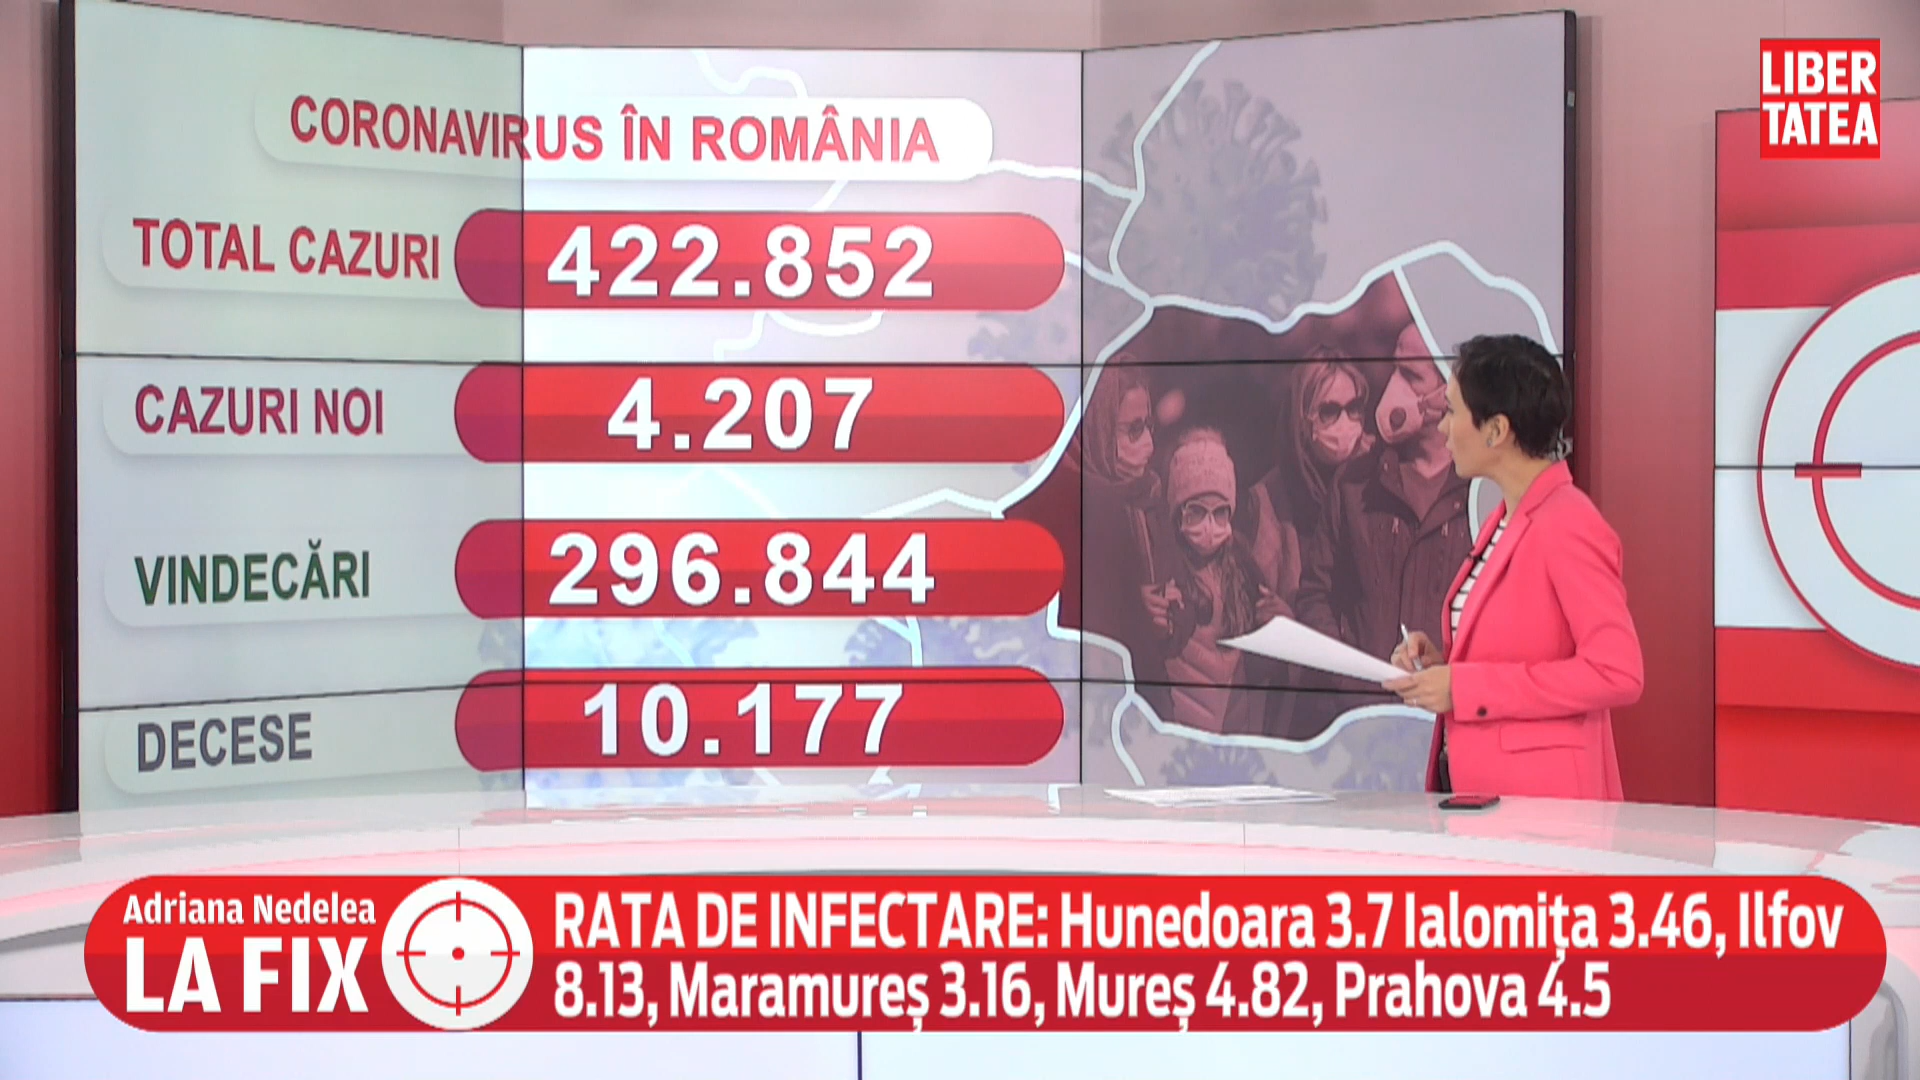 LIBER
TATEA
CORONAVIRUS ÎN ROMÂNIA
TOTAL CAZURI 422.852
CAZURI NOI 4.207
VINDECĂRI 296.844
DECESE 10.177
Adriana Nedelea
LA FIX
RATA DE INFECTARE: Hunedoara 3.7 Ialomița 3.46, Ilfov
8.13, Maramureș 3.16, Mureș 4.82, Prahova 4.5